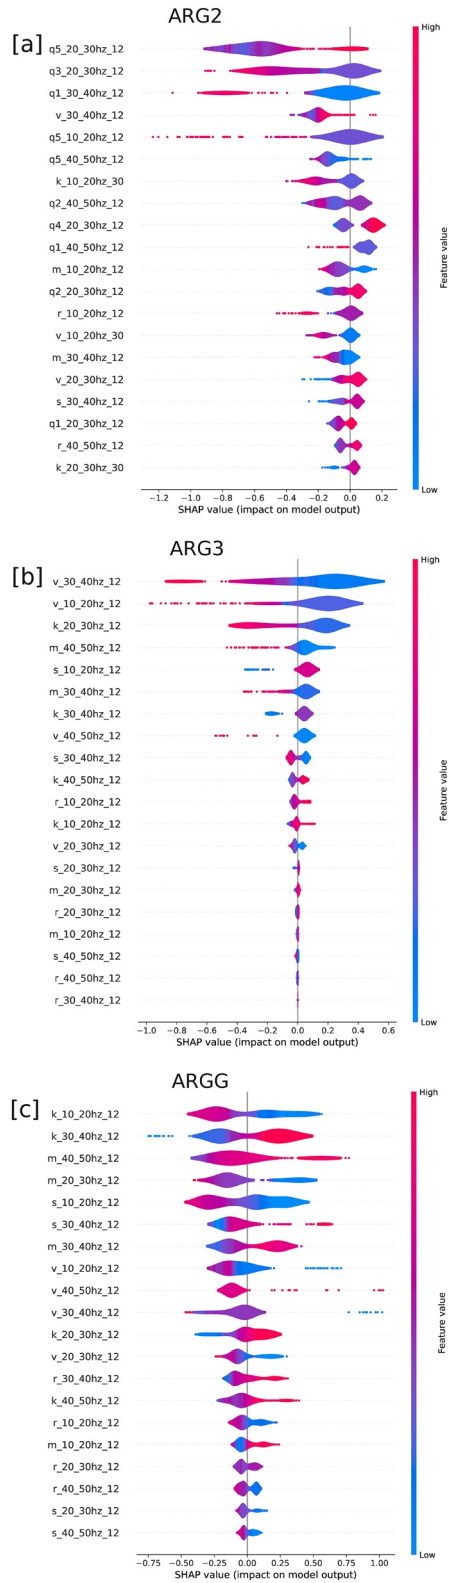 ARG2
[a]
High
q5_20_30hz_12
q3_20_30hz_12
q1_30_40hz_12
v_30_40hz_12
q5_10_20hz_12
q5_40_50hz_12
k_10_20hz_30
q2_40_50hz_12
q4_20_30hz_12
q1_40_50hz_12
m_10_20hz_12
q2_20_30hz_12
r_10_20hz_12
v_10_20hz_30
m_30_40hz_12
v_20_30hz_12
s_30_40hz_12
q1_20_30hz_12
r_40_50hz_12
k_20_30hz_30
Feature value
Low
−1.2 −1.0 −0.8 −0.6 −0.4 −0.2 0.0 0.2
SHAP value (impact on model output)
ARG3
[b]
High
v_30_40hz_12
v_10_20hz_12
k_20_30hz_12
m_40_50hz_12
s_10_20hz_12
m_30_40hz_12
k_30_40hz_12
v_40_50hz_12
s_30_40hz_12
k_40_50hz_12
r_10_20hz_12
k_10_20hz_12
v_20_30hz_12
s_20_30hz_12
m_20_30hz_12
r_20_30hz_12
m_10_20hz_12
s_40_50hz_12
r_40_50hz_12
r_30_40hz_12
Feature value
Low
−1.0 −0.8 −0.6 −0.4 −0.2 0.0 0.2 0.4 0.6
SHAP value (impact on model output)
ARGG
[c]
High
k_10_20hz_12
k_30_40hz_12
m_40_50hz_12
m_20_30hz_12
s_10_20hz_12
s_30_40hz_12
m_30_40hz_12
v_10_20hz_12
v_40_50hz_12
v_30_40hz_12
k_20_30hz_12
v_20_30hz_12
r_30_40hz_12
k_40_50hz_12
r_10_20hz_12
m_10_20hz_12
r_20_30hz_12
r_40_50hz_12
s_20_30hz_12
s_40_50hz_12
Feature value
Low
−0.75 −0.50 −0.25 0.00 0.25 0.50 0.75 1.00
SHAP value (impact on model output)